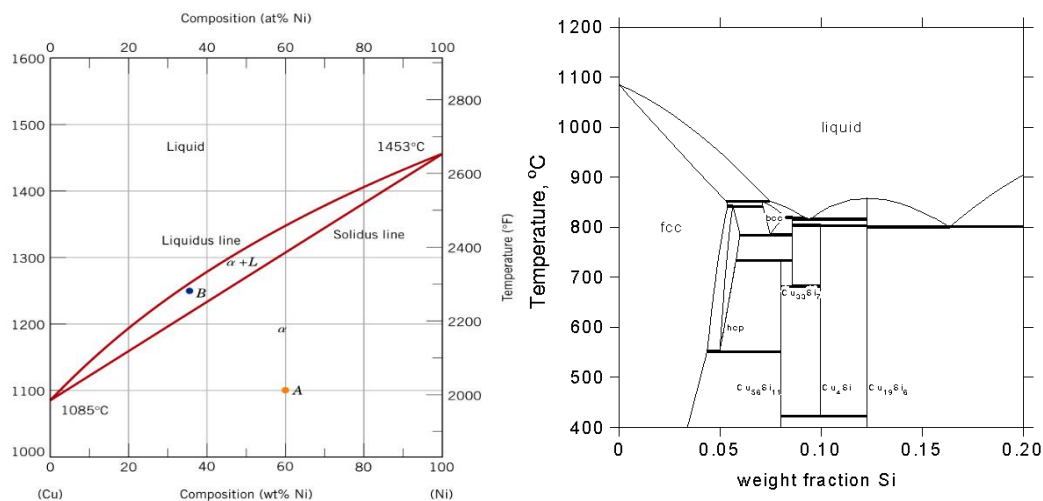 Composition (at% Ni)
0 20 40 60 80 100
1600
1500
1400
1300
1200
1100
1000
2800
2600
2400
2200
2000
Temperature (°F)
Liquid
1453°C
Liquidus line
Solidus line
α + L
B
α
A
1085°C
0 20 40 60 80 100
(Cu) Composition (wt% Ni) (Ni)
1200
1100
1000
900
800
700
600
500
400
Temperature, °C
liquid
fcc
bcc
Cu33Si7
hcp
Cu56Si11
Cu4Si
Cu19Si6
0 0.05 0.10 0.15 0.20
weight fraction Si